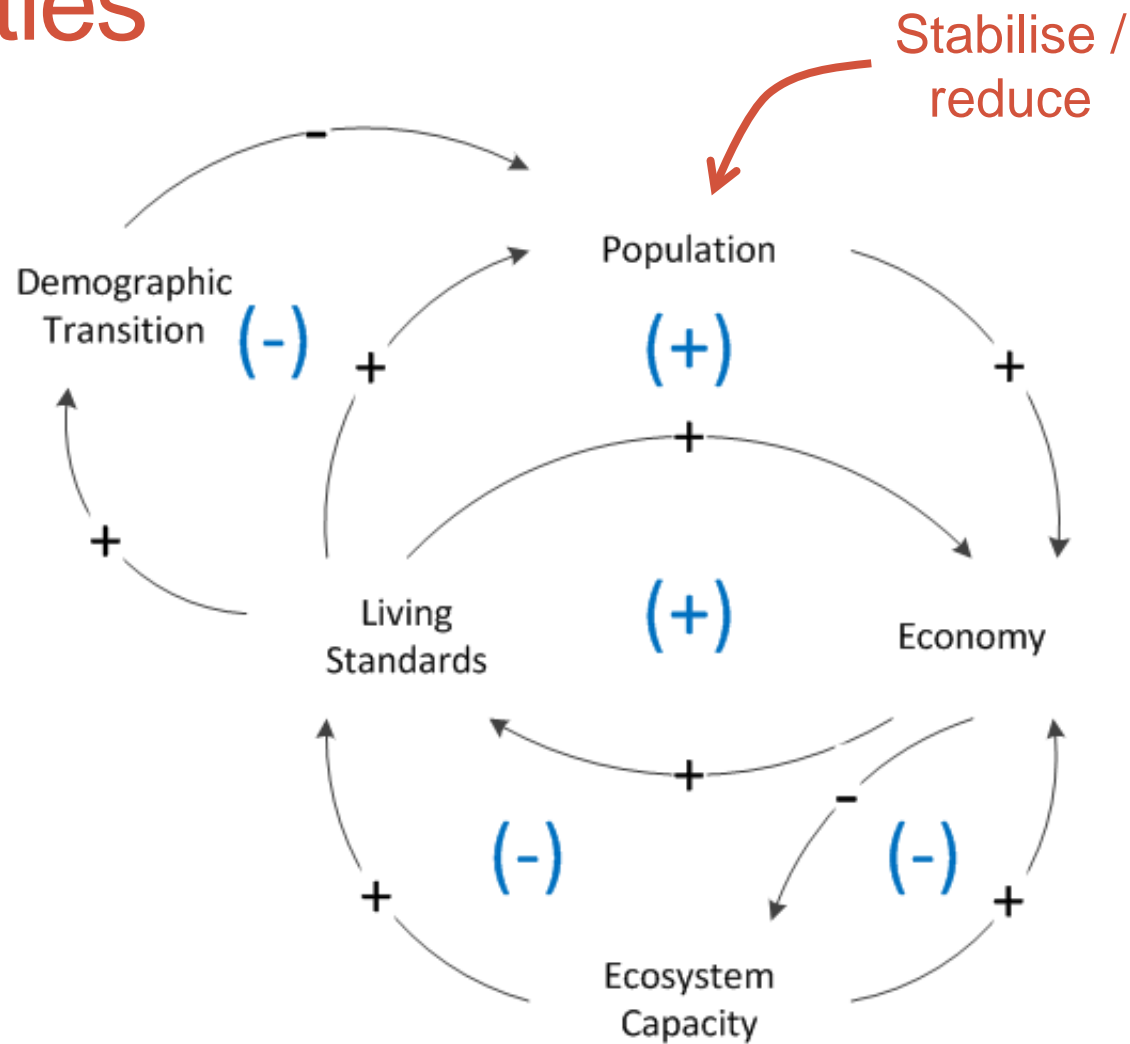 ties
Stabilise /
reduce
-
Population
Demographic
Transition
(-)
(+)
+
+
+
+
Living
Standards
(+)
Economy
+
-
(-)
(-)
+
+
Ecosystem
Capacity